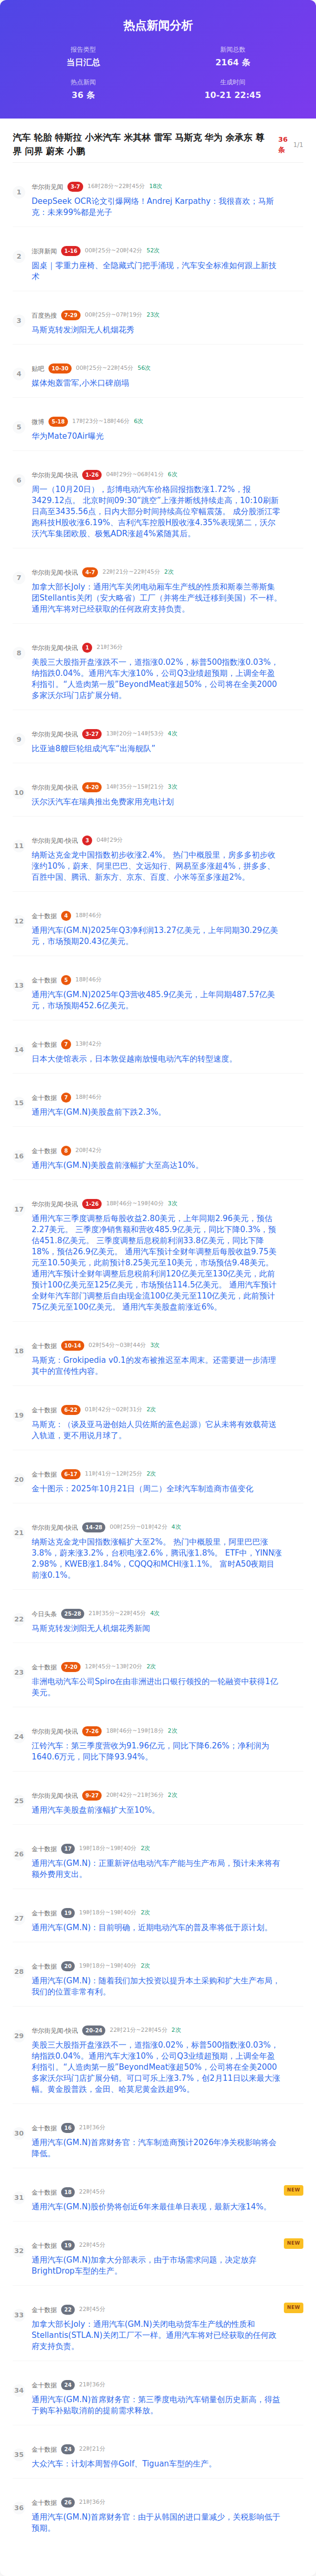 热点新闻分析
报告类型
新闻总数
当日汇总
2164 条
热点新闻
生成时间
36 条
10-21 22:45
汽车 轮胎 特斯拉 小米汽车 米其林 雷军 马斯克 华为 余承东 尊
界 问界 蔚来 小鹏
36
条
1/1
1
华尔街见闻 3-7 16时28分~22时45分 18次
DeepSeek OCR论文引爆网络！Andrej Karpathy：我很喜欢；马斯
克：未来99%都是光子
2
澎湃新闻 1-16 00时25分~20时42分 52次
圆桌｜零重力座椅、全隐藏式门把手涌现，汽车安全标准如何跟上新技
术
3
百度热搜 7-29 00时25分~07时19分 23次
马斯克转发浏阳无人机烟花秀
4
贴吧 10-30 00时25分~22时45分 56次
媒体炮轰雷军,小米口碑崩塌
5
微博 5-18 17时23分~18时46分 6次
华为Mate70Air曝光
6
华尔街见闻-快讯 1-26 04时29分~06时41分 6次
周一（10月20日），彭博电动汽车价格回报指数涨1.72%，报
3429.12点。 北京时间09:30“跳空”上涨并断线持续走高，10:10刷新
日高至3435.56点，日内大部分时间持续高位窄幅震荡。 成分股浙江零
跑科技H股收涨6.19%、吉利汽车控股H股收涨4.35%表现第二，沃尔
沃汽车集团欧股、极氪ADR涨超4%紧随其后。
7
华尔街见闻-快讯 4-7 22时21分~22时45分 2次
加拿大部长Joly：通用汽车关闭电动厢车生产线的性质和斯泰兰蒂斯集
团Stellantis关闭（安大略省）工厂（并将生产线迁移到美国）不一样。
通用汽车将对已经获取的任何政府支持负责。
8
华尔街见闻-快讯 1 21时36分
美股三大股指开盘涨跌不一，道指涨0.02%，标普500指数涨0.03%，
纳指跌0.04%。通用汽车大涨10%，公司Q3业绩超预期，上调全年盈
利指引。“人造肉第一股”BeyondMeat涨超50%，公司将在全美2000
多家沃尔玛门店扩展分销。
9
华尔街见闻-快讯 3-27 13时20分~14时53分 4次
比亚迪8艘巨轮组成汽车“出海舰队”
10
华尔街见闻-快讯 4-20 14时35分~15时21分 3次
沃尔沃汽车在瑞典推出免费家用充电计划
11
华尔街见闻-快讯 3 04时29分
纳斯达克金龙中国指数初步收涨2.4%。 热门中概股里，房多多初步收
涨约10%，蔚来、阿里巴巴、文远知行、网易至多涨超4%，拼多多、
百胜中国、腾讯、新东方、京东、百度、小米等至多涨超2%。
12
金十数据 4 18时46分
通用汽车(GM.N)2025年Q3净利润13.27亿美元，上年同期30.29亿美
元，市场预期20.43亿美元。
13
金十数据 5 18时46分
通用汽车(GM.N)2025年Q3营收485.9亿美元，上年同期487.57亿美
元，市场预期452.6亿美元。
14
金十数据 7 13时42分
日本大使馆表示，日本敦促越南放慢电动汽车的转型速度。
15
金十数据 7 18时46分
通用汽车(GM.N)美股盘前下跌2.3%。
16
金十数据 8 20时42分
通用汽车(GM.N)美股盘前涨幅扩大至高达10%。
17
华尔街见闻-快讯 1-26 18时46分~19时40分 3次
通用汽车三季度调整后每股收益2.80美元，上年同期2.96美元，预估
2.27美元。 三季度净销售额和营收485.9亿美元，同比下降0.3%，预
估451.8亿美元。 三季度调整后息税前利润33.8亿美元，同比下降
18%，预估26.9亿美元。 通用汽车预计全财年调整后每股收益9.75美
元至10.50美元，此前预计8.25美元至10美元，市场预估9.48美元。
通用汽车预计全财年调整后息税前利润120亿美元至130亿美元，此前
预计100亿美元至125亿美元，市场预估114.5亿美元。 通用汽车预计
全财年汽车部门调整后自由现金流100亿美元至110亿美元，此前预计
75亿美元至100亿美元。 通用汽车美股盘前涨近6%。
18
金十数据 10-14 02时54分~03时44分 3次
马斯克：Grokipedia v0.1的发布被推迟至本周末。还需要进一步清理
其中的宣传性内容。
19
金十数据 6-22 01时42分~02时31分 2次
马斯克：（谈及亚马逊创始人贝佐斯的蓝色起源）它从未将有效载荷送
入轨道，更不用说月球了。
20
金十数据 6-17 11时41分~12时25分 2次
金十图示：2025年10月21日（周二）全球汽车制造商市值变化
21
华尔街见闻-快讯 14-28 00时25分~01时42分 4次
纳斯达克金龙中国指数涨幅扩大至2%。 热门中概股里，阿里巴巴涨
3.8%，蔚来涨3.2%，台积电涨2.6%，腾讯涨1.8%。 ETF中，YINN涨
2.98%，KWEB涨1.84%，CQQQ和MCHI涨1.1%。 富时A50夜期目
前涨0.1%。
22
今日头条 25-28 21时35分~22时45分 4次
马斯克转发浏阳无人机烟花秀新闻
23
金十数据 7-20 12时45分~13时20分 2次
非洲电动汽车公司Spiro在由非洲进出口银行领投的一轮融资中获得1亿
美元。
24
华尔街见闻-快讯 7-26 18时46分~19时18分 2次
江铃汽车：第三季度营收为91.96亿元，同比下降6.26%；净利润为
1640.6万元，同比下降93.94%。
25
华尔街见闻-快讯 9-27 20时42分~21时36分 2次
通用汽车美股盘前涨幅扩大至10%。
26
金十数据 17 19时18分~19时40分 2次
通用汽车(GM.N)：正重新评估电动汽车产能与生产布局，预计未来将有
额外费用支出。
27
金十数据 19 19时18分~19时40分 2次
通用汽车(GM.N)：目前明确，近期电动汽车的普及率将低于原计划。
28
金十数据 20 19时18分~19时40分 2次
通用汽车(GM.N)：随着我们加大投资以提升本土采购和扩大生产布局，
我们的位置非常有利。
29
华尔街见闻-快讯 20-24 22时21分~22时45分 2次
美股三大股指开盘涨跌不一，道指涨0.02%，标普500指数涨0.03%，
纳指跌0.04%。通用汽车大涨10%，公司Q3业绩超预期，上调全年盈
利指引。“人造肉第一股”BeyondMeat涨超50%，公司将在全美2000
多家沃尔玛门店扩展分销。可口可乐上涨3.7%，创2月11日以来最大涨
幅。黄金股普跌，金田、哈莫尼黄金跌超9%。
30
金十数据 16 21时36分
通用汽车(GM.N)首席财务官：汽车制造商预计2026年净关税影响将会
降低。
31
金十数据 18 22时45分
NEW
通用汽车(GM.N)股价势将创近6年来最佳单日表现，最新大涨14%。
32
金十数据 19 22时45分
NEW
通用汽车(GM.N)加拿大分部表示，由于市场需求问题，决定放弃
BrightDrop车型的生产。
33
金十数据 22 22时45分
NEW
加拿大部长Joly：通用汽车(GM.N)关闭电动货车生产线的性质和
Stellantis(STLA.N)关闭工厂不一样。通用汽车将对已经获取的任何政
府支持负责。
34
金十数据 24 21时36分
通用汽车(GM.N)首席财务官：第三季度电动汽车销量创历史新高，得益
于购车补贴取消前的提前需求释放。
35
金十数据 24 22时21分
大众汽车：计划本周暂停Golf、Tiguan车型的生产。
36
金十数据 26 21时36分
通用汽车(GM.N)首席财务官：由于从韩国的进口量减少，关税影响低于
预期。